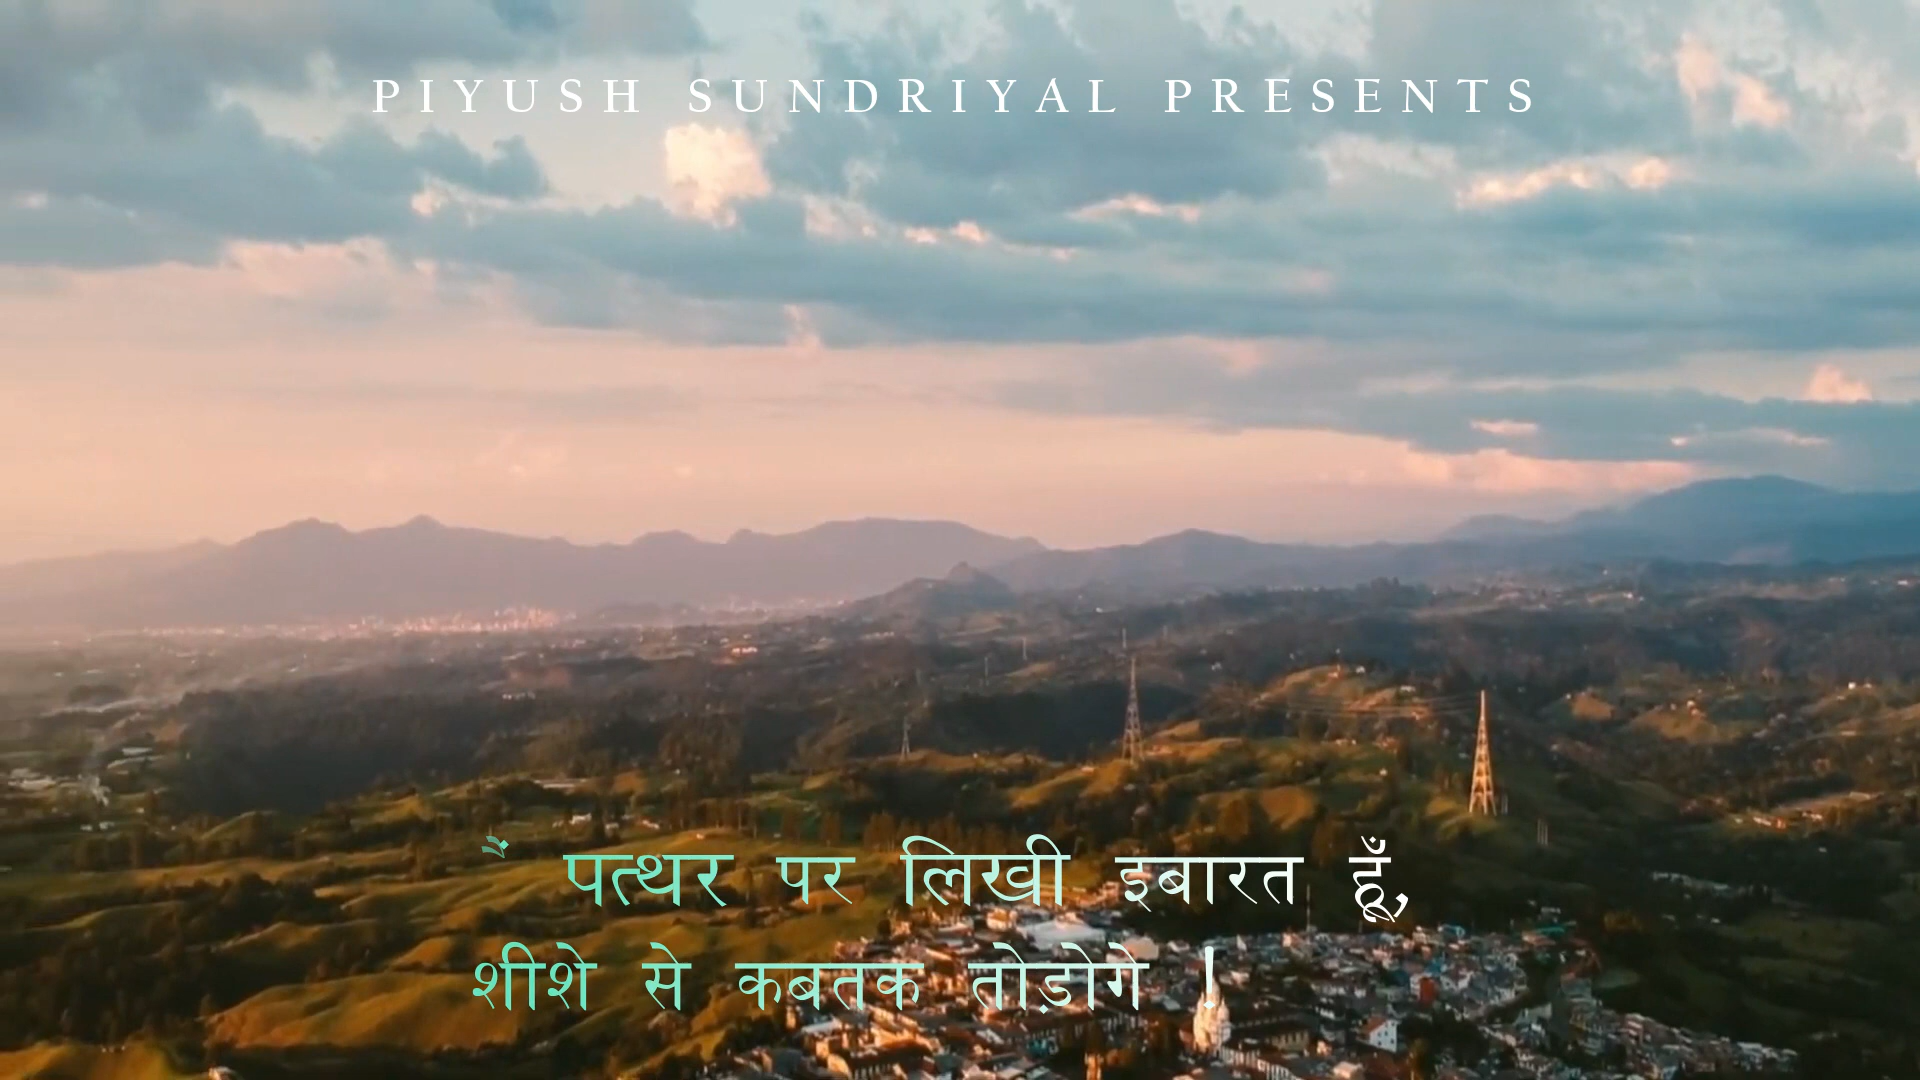 PIYUSH SUNDRIYAL PRESENTS
पत्थर पर लिखी इबारत हूँ,
शीशे से कबतक तोड़ोगे !